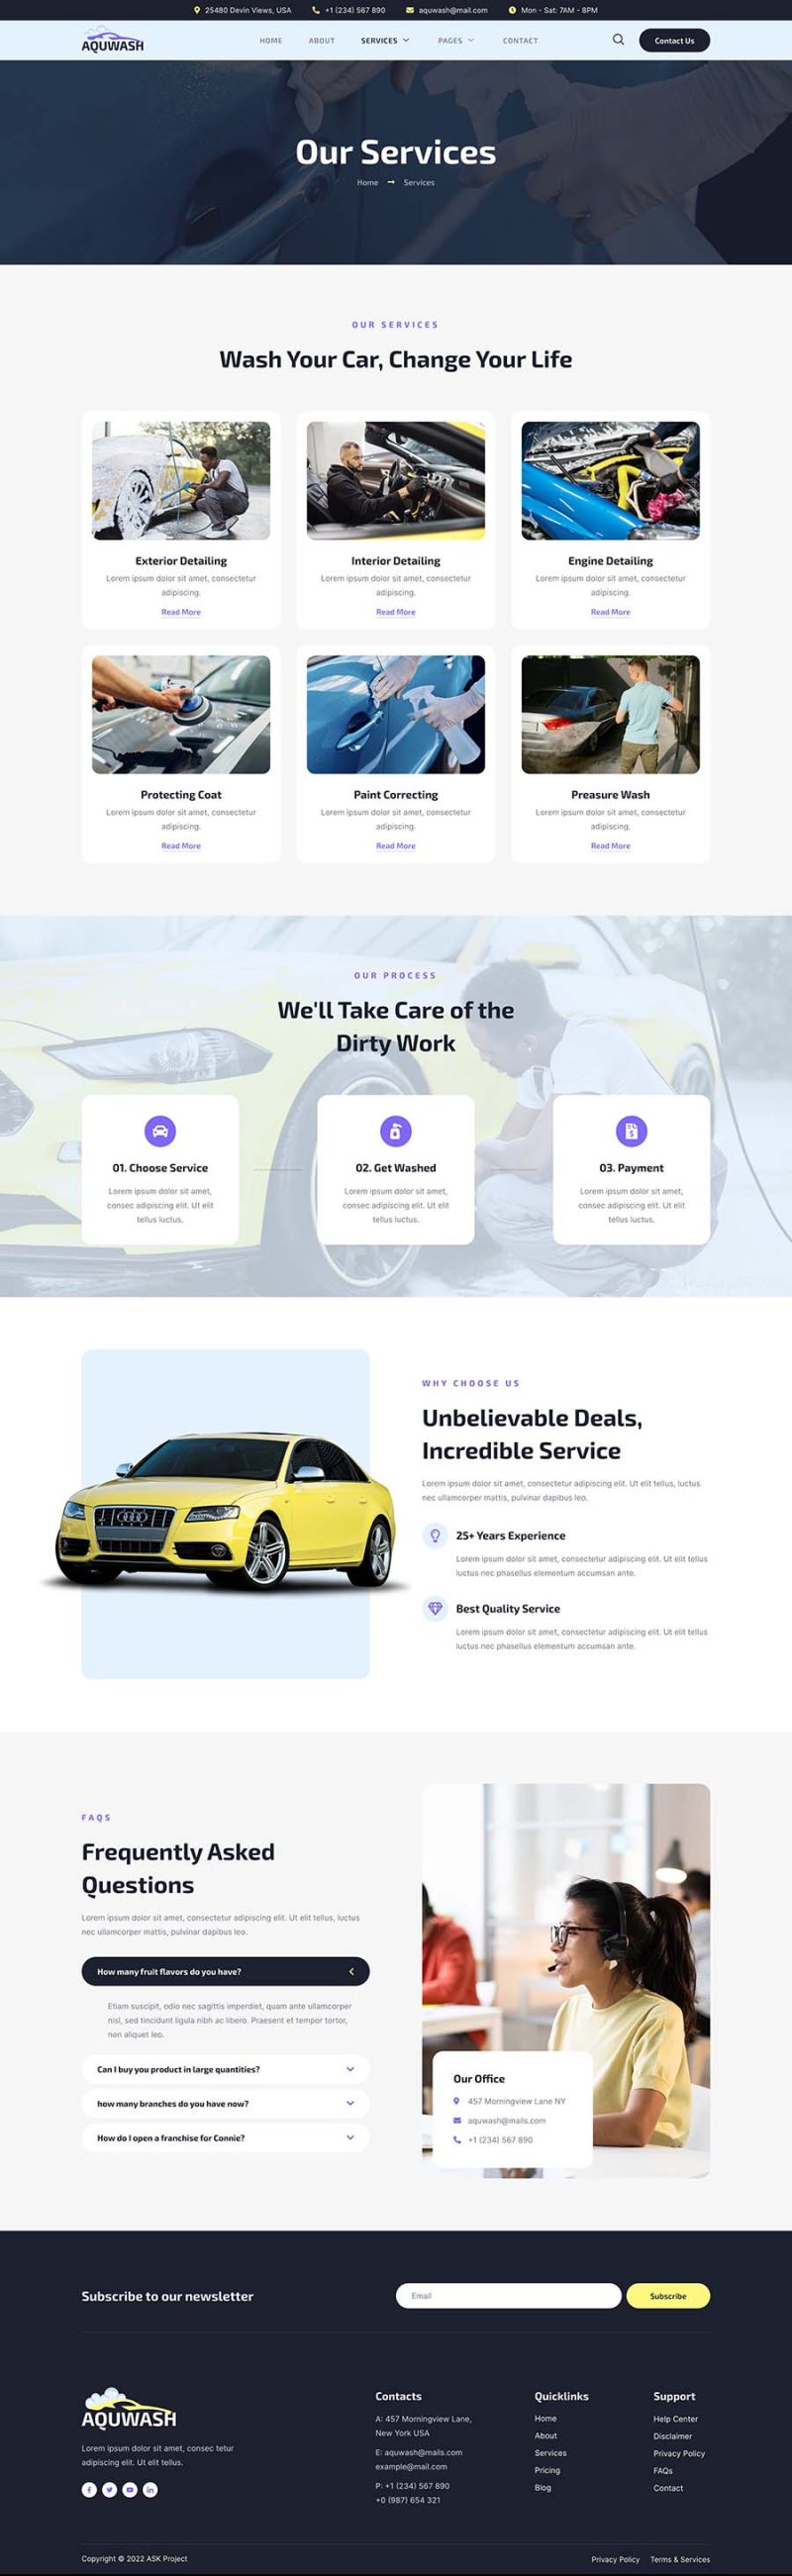 25480 Devin Views, USA +1 (234) 567 890 aquwash@mail.com Mon - Sat: 7AM - 8PM
AQUWASH HOME ABOUT SERVICES PAGES CONTACT Contact Us
Our Services
Home Services
OUR SERVICES
Wash Your Car, Change Your Life
Exterior Detailing
Lorem ipsum dolor sit amet, consectetur
adipiscing.
Read More
Interior Detailing
Lorem ipsum dolor sit amet, consectetur
adipiscing.
Read More
Engine Detailing
Lorem ipsum dolor sit amet, consectetur
adipiscing.
Read More
Protecting Coat
Lorem ipsum dolor sit amet, consectetur
adipiscing.
Read More
Paint Correcting
Lorem ipsum dolor sit amet, consectetur
adipiscing.
Read More
Preasure Wash
Lorem ipsum dolor sit amet, consectetur
adipiscing.
Read More
OUR PROCESS
We'll Take Care of the
Dirty Work
01. Choose Service
Lorem ipsum dolor sit amet,
consec adipiscing elit. Ut elit
tellus luctus.
02. Get Washed
Lorem ipsum dolor sit amet,
consec adipiscing elit. Ut elit
tellus luctus.
03. Payment
Lorem ipsum dolor sit amet,
consec adipiscing elit. Ut elit
tellus luctus.
WHY CHOOSE US
Unbelievable Deals,
Incredible Service
Lorem ipsum dolor sit amet, consectetur adipiscing elit. Ut elit tellus, luctus
nec ullamcorper mattis, pulvinar dapibus leo.
25+ Years Experience
Lorem ipsum dolor sit amet, consectetur adipiscing elit. Ut elit tellus
luctus nec phasellus elementum accumsan ante.
Best Quality Service
Lorem ipsum dolor sit amet, consectetur adipiscing elit. Ut elit tellus
luctus nec phasellus elementum accumsan ante.
FAQS
Frequently Asked
Questions
Lorem ipsum dolor sit amet, consectetur adipiscing elit. Ut elit tellus, luctus
nec ullamcorper mattis, pulvinar dapibus leo.
How many fruit flavors do you have?
Etiam suscipit, odio nec sagittis imperdiet, quam ante ullamcorper
nisl, sed tincidunt ligula nibh ac libero. Praesent et tempor tortor,
non aliquet leo.
Can I buy you product in large quantities?
how many branches do you have now?
How do I open a franchise for Connie?
Our Office
457 Morningview Lane NY
aquwash@mails.com
+1 (234) 567 890
Subscribe to our newsletter
Email
Subscribe
AQUWASH
Lorem ipsum dolor sit amet, consec tetur
adipiscing elit. Ut elit tellus.
Contacts
A: 457 Morningview Lane,
New York USA
E: aquwash@mails.com
example@mail.com
P: +1 (234) 567 890
+0 (987) 654 321
Quicklinks
Home
About
Services
Pricing
Blog
Support
Help Center
Disclaimer
Privacy Policy
FAQs
Contact
Copyright © 2022 ASK Project
Privacy Policy Terms & Services